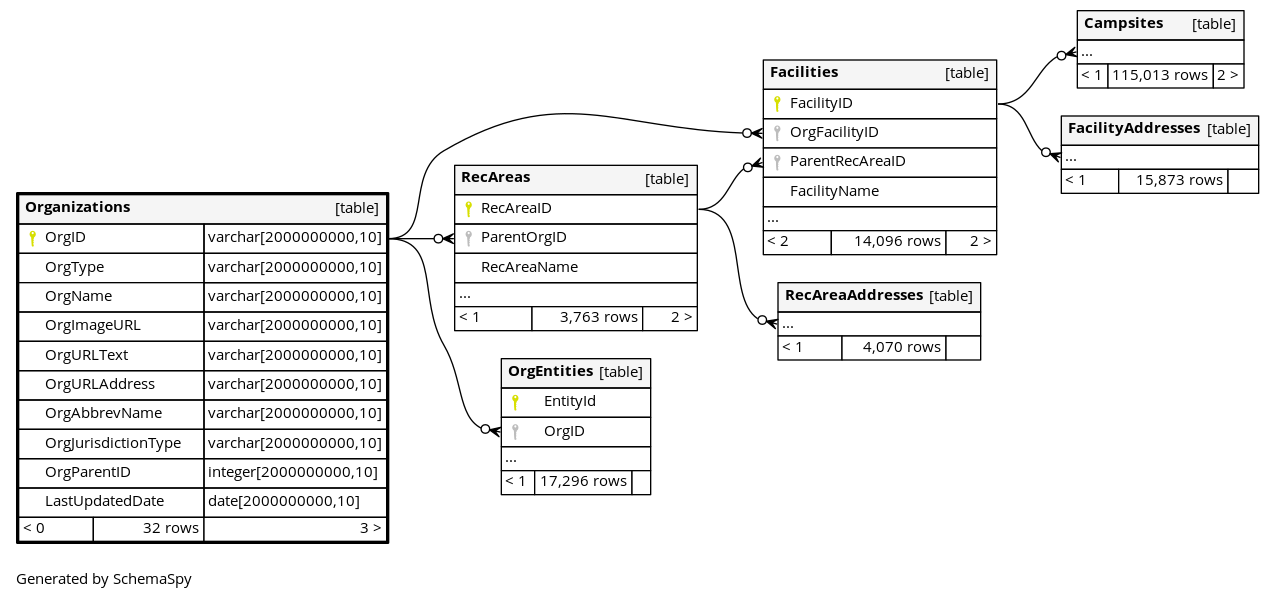 Organizations [table]
OrgID varchar[2000000000,10]
OrgType varchar[2000000000,10]
OrgName varchar[2000000000,10]
OrgImageURL varchar[2000000000,10]
OrgURLText varchar[2000000000,10]
OrgURLAddress varchar[2000000000,10]
OrgAbbrevName varchar[2000000000,10]
OrgJurisdictionType varchar[2000000000,10]
OrgParentID integer[2000000000,10]
LastUpdatedDate date[2000000000,10]
< 0 32 rows 3 >
RecAreas [table]
RecAreaID
ParentOrgID
RecAreaName
...
< 1 3,763 rows 2 >
OrgEntities [table]
EntityId
OrgID
...
< 1 17,296 rows
Facilities [table]
FacilityID
OrgFacilityID
ParentRecAreaID
FacilityName
...
< 2 14,096 rows 2 >
RecAreaAddresses [table]
...
< 1 4,070 rows
Campsites [table]
...
< 1 115,013 rows 2 >
FacilityAddresses [table]
...
< 1 15,873 rows
Generated by SchemaSpy